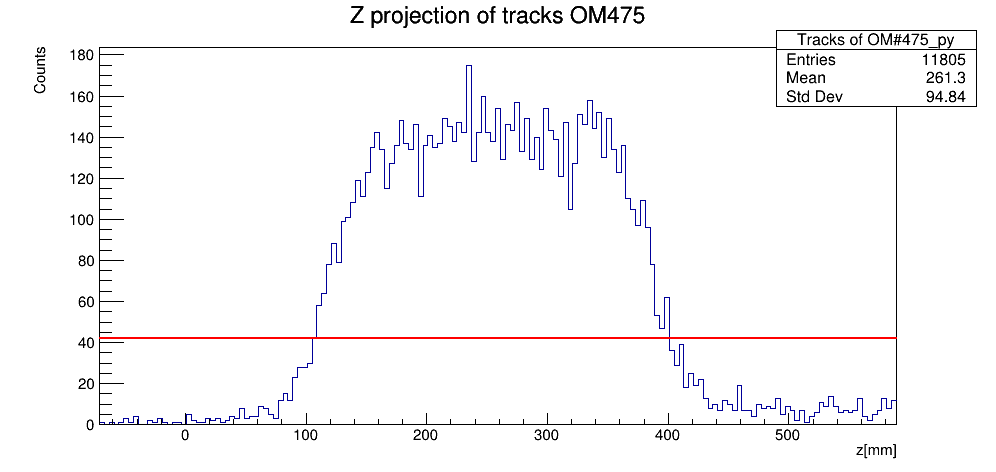 Z projection of tracks OM475
Tracks of OM#475_py
Entries 11805
Mean 261.3
Std Dev 94.84
Counts
180
160
140
120
100
80
60
40
20
0
0 100 200 300 400 500
z[mm]